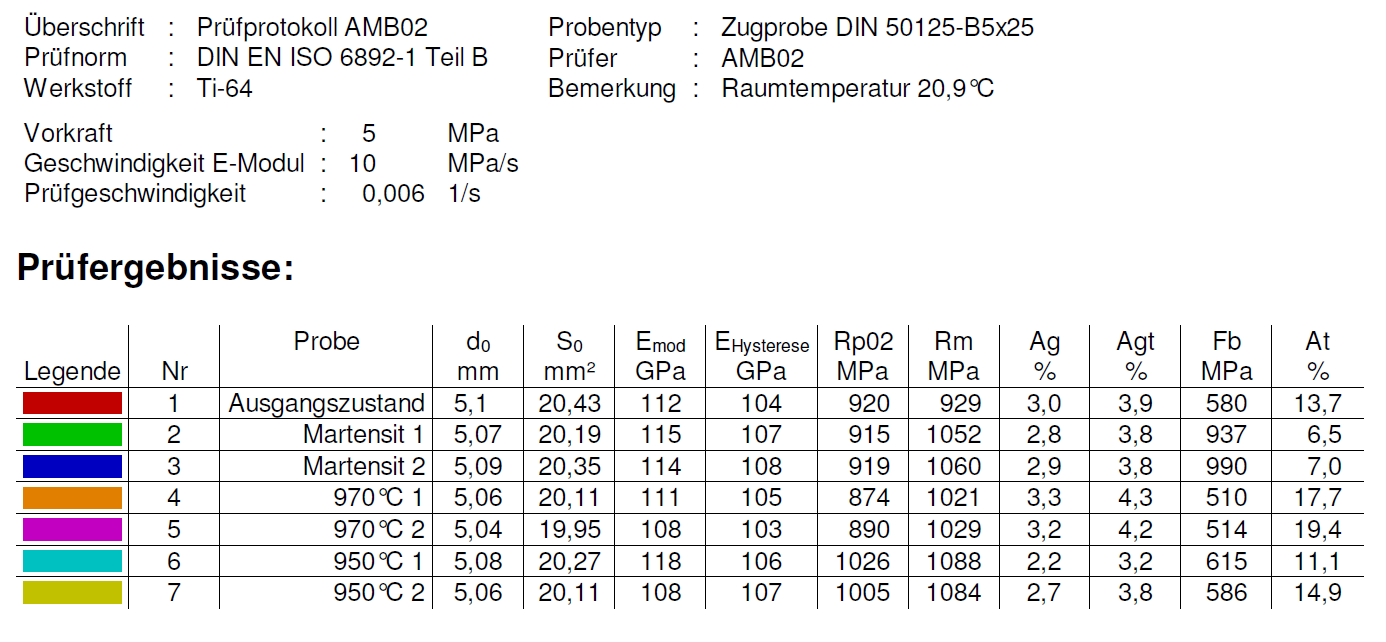 Überschrift : Prüfprotokoll AMB02 Probentyp : Zugprobe DIN 50125-B5x25
Prüfnorm : DIN EN ISO 6892-1 Teil B Prüfer : AMB02
Werkstoff : Ti-64 Bemerkung : Raumtemperatur 20,9°C
Vorkraft : 5 MPa
Geschwindigkeit E-Modul : 10 MPa/s
Prüfgeschwindigkeit : 0,006 1/s
Prüfergebnisse:
Probe d₀ S₀ Emod EHysterese Rp02 Rm Ag Agt Fb At
Legende Nr mm mm² GPa GPa MPa MPa % % MPa %
1 Ausgangszustand 5,1 20,43 112 104 920 929 3,0 3,9 580 13,7
2 Martensit 1 5,07 20,19 115 107 915 1052 2,8 3,8 937 6,5
3 Martensit 2 5,09 20,35 114 108 919 1060 2,9 3,8 990 7,0
4 970°C 1 5,06 20,11 111 105 874 1021 3,3 4,3 510 17,7
5 970°C 2 5,04 19,95 108 103 890 1029 3,2 4,2 514 19,4
6 950°C 1 5,08 20,27 118 106 1026 1088 2,2 3,2 615 11,1
7 950°C 2 5,06 20,11 108 107 1005 1084 2,7 3,8 586 14,9